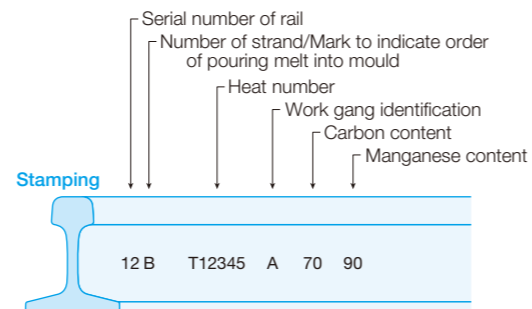 Serial number of rail
Number of strand/Mark to indicate order
of pouring melt into mould
Heat number
Work gang identification
Carbon content
Manganese content
Stamping
12 B T12345 A 70 90